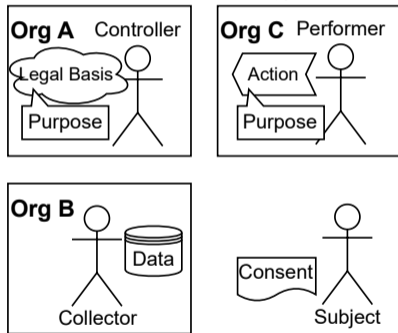 Org A Controller
Legal Basis
Purpose
Org C Performer
Action
Purpose
Org B
Data
Collector
Consent
Subject